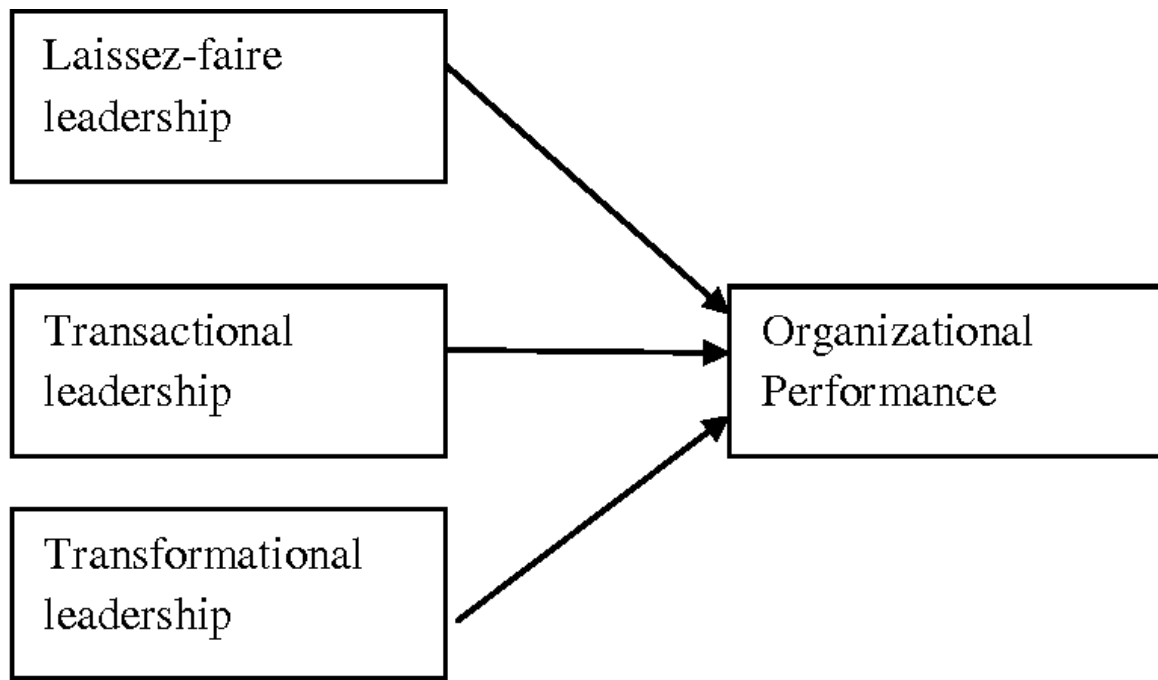 Laissez-faire
leadership
Transactional
leadership
Transformational
leadership
Organizational
Performance